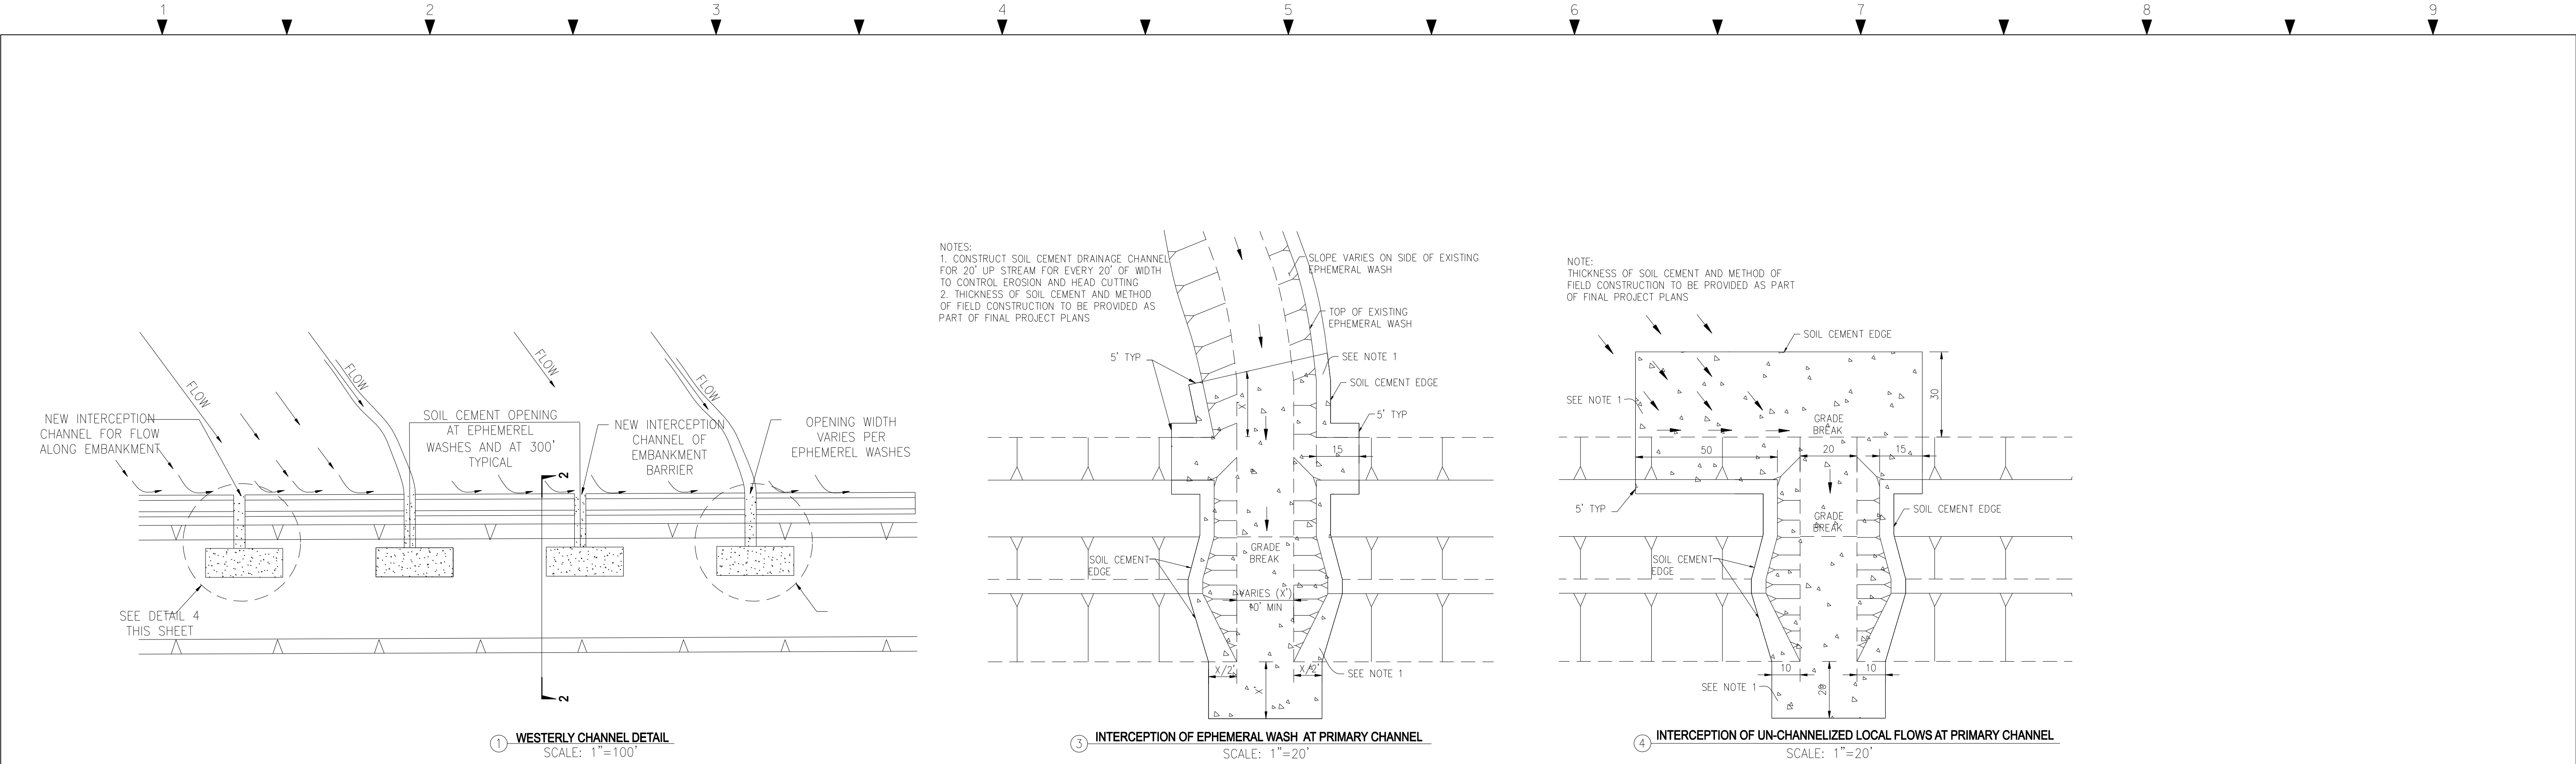 1
2
3
4
5
6
7
8
9
FLOW
FLOW
FLOW
FLOW
NEW INTERCEPTION
CHANNEL FOR FLOW
ALONG EMBANKMENT
SOIL CEMENT OPENING
AT EPHEMEREL
WASHES AND AT 300'
TYPICAL
NEW INTERCEPTION
CHANNEL OF
EMBANKMENT
BARRIER
OPENING WIDTH
VARIES PER
EPHEMEREL WASHES
2
2
SEE DETAIL 4
THIS SHEET
1 WESTERLY CHANNEL DETAIL
SCALE: 1"=100'
NOTES:
1. CONSTRUCT SOIL CEMENT DRAINAGE CHANNEL
FOR 20' UP STREAM FOR EVERY 20' OF WIDTH
TO CONTROL EROSION AND HEAD CUTTING
2. THICKNESS OF SOIL CEMENT AND METHOD
OF FIELD CONSTRUCTION TO BE PROVIDED AS
PART OF FINAL PROJECT PLANS
SLOPE VARIES ON SIDE OF EXISTING
EPHEMERAL WASH
TOP OF EXISTING
EPHEMERAL WASH
5' TYP
SEE NOTE 1
SOIL CEMENT EDGE
X
5' TYP
15
GRADE
BREAK
SOIL CEMENT
EDGE
VARIES (X')
10' MIN
X/2'
X/2'
X'
SEE NOTE 1
3 INTERCEPTION OF EPHEMERAL WASH AT PRIMARY CHANNEL
SCALE: 1"=20'
NOTE:
THICKNESS OF SOIL CEMENT AND METHOD OF
FIELD CONSTRUCTION TO BE PROVIDED AS PART
OF FINAL PROJECT PLANS
SOIL CEMENT EDGE
SEE NOTE 1
30
GRADE
BREAK
50
20
15
5' TYP
GRADE
BREAK
SOIL CEMENT EDGE
SOIL CEMENT
EDGE
10
10
20
SEE NOTE 1
4 INTERCEPTION OF UN-CHANNELIZED LOCAL FLOWS AT PRIMARY CHANNEL
SCALE: 1"=20'